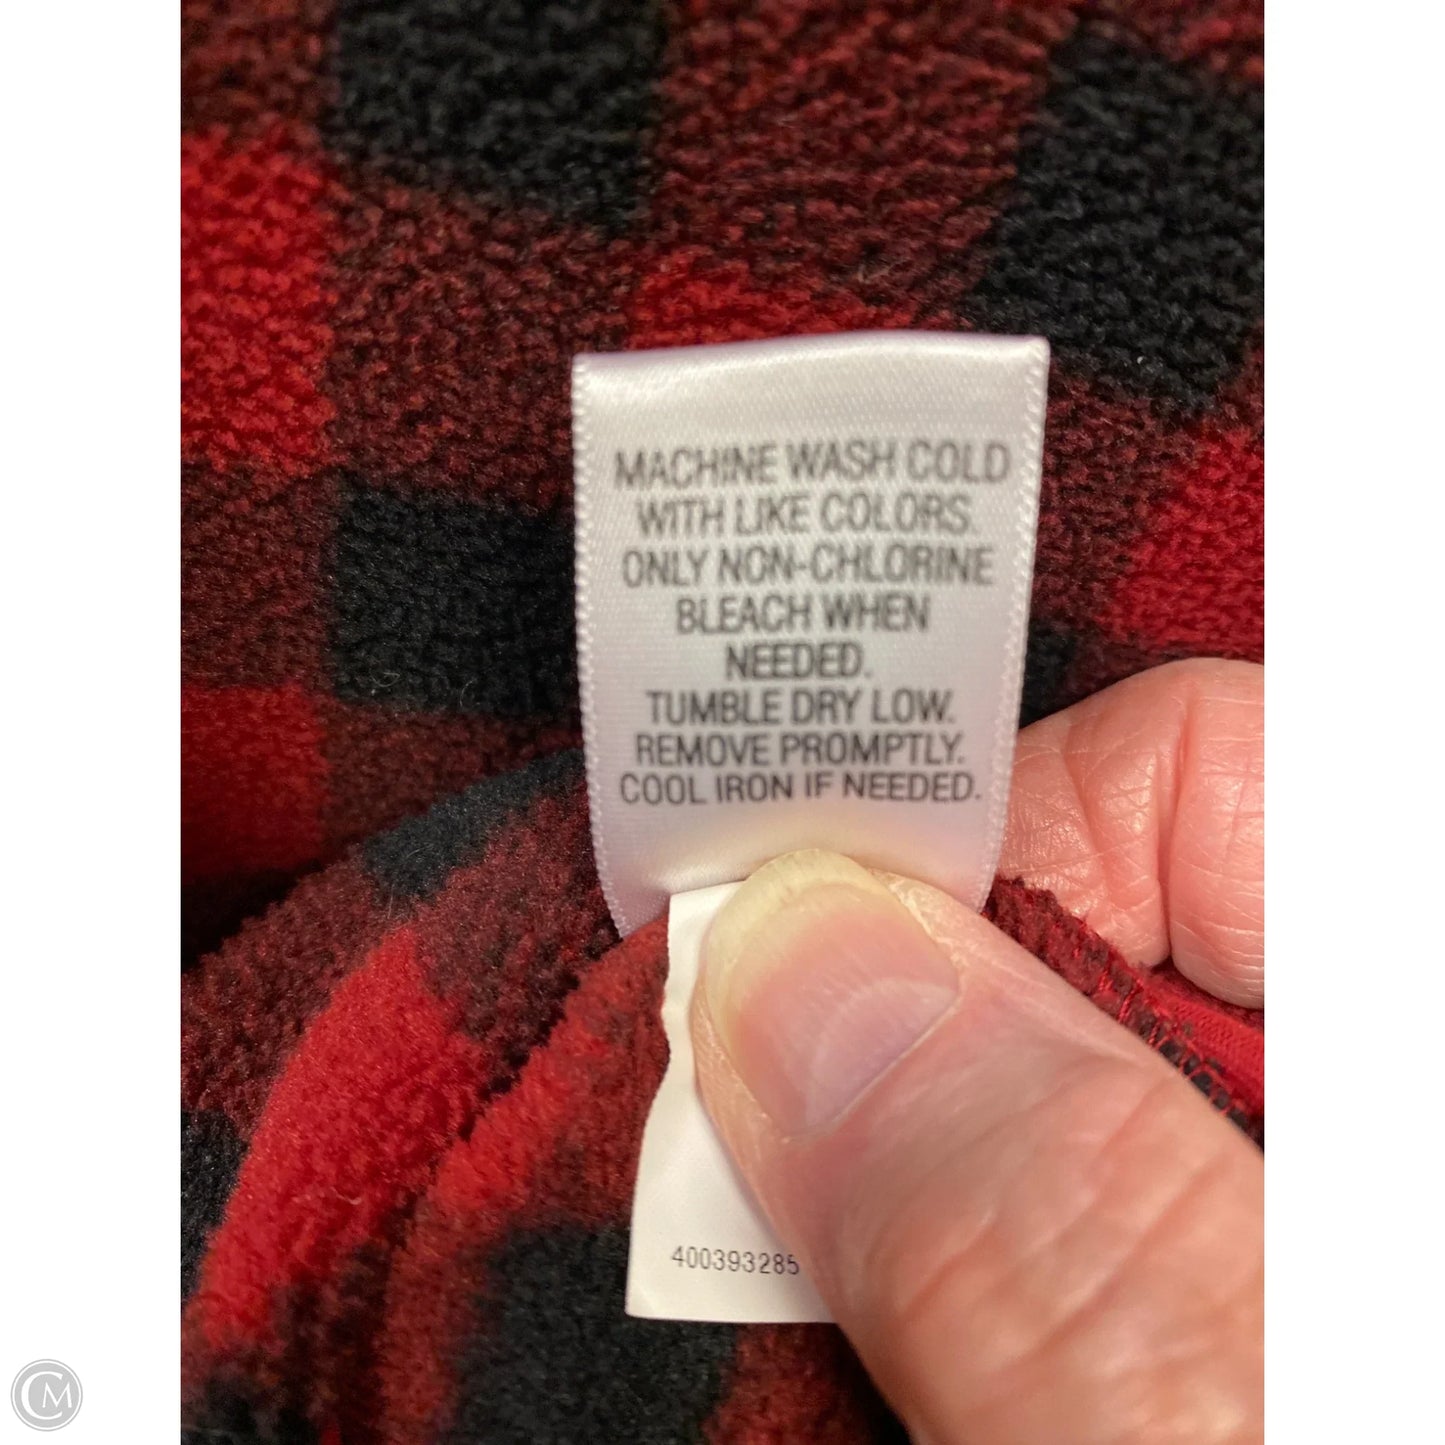 MACHINE WASH COLD
WITH LIKE COLORS.
ONLY NON-CHLORINE
BLEACH WHEN
NEEDED.
TUMBLE DRY LOW.
REMOVE PROMPTLY.
COOL IRON IF NEEDED.
400393285
CM